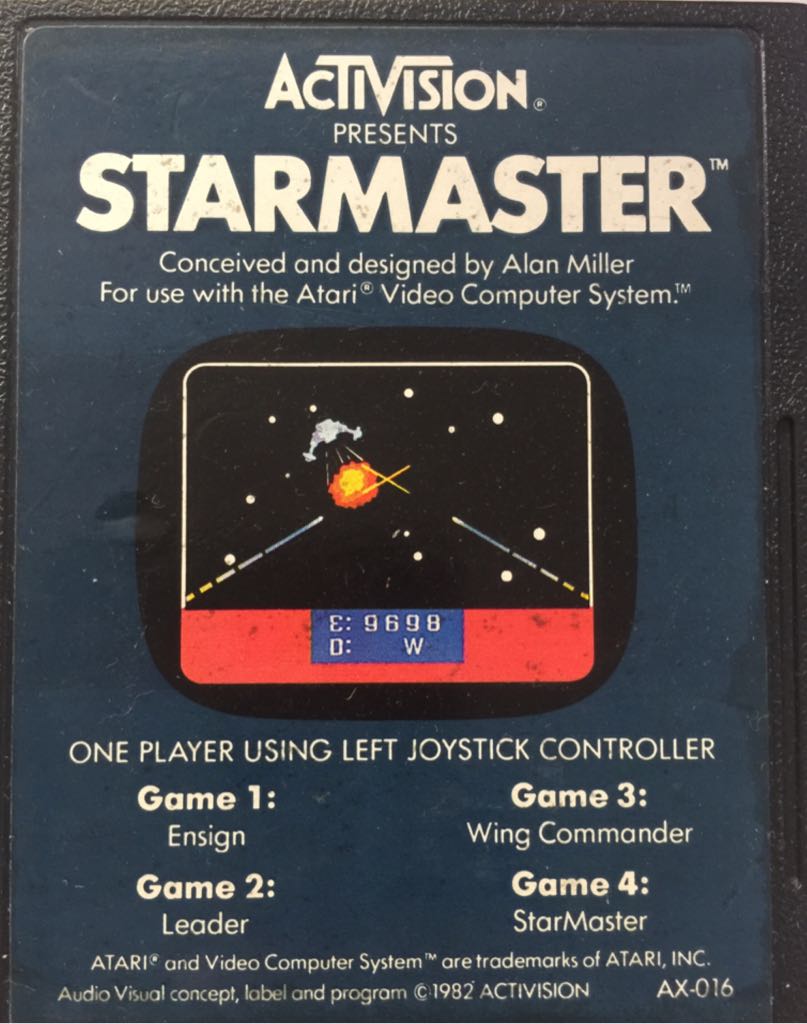 ACTIVISION®
PRESENTS
STARMASTER™
Conceived and designed by Alan Miller
For use with the Atari® Video Computer System.™
E: 9698
D: W
ONE PLAYER USING LEFT JOYSTICK CONTROLLER
Game 1: Game 3:
Ensign Wing Commander
Game 2: Game 4:
Leader StarMaster
ATARI® and Video Computer System™ are trademarks of ATARI, INC.
Audio Visual concept, label and program ©1982 ACTIVISION AX-016